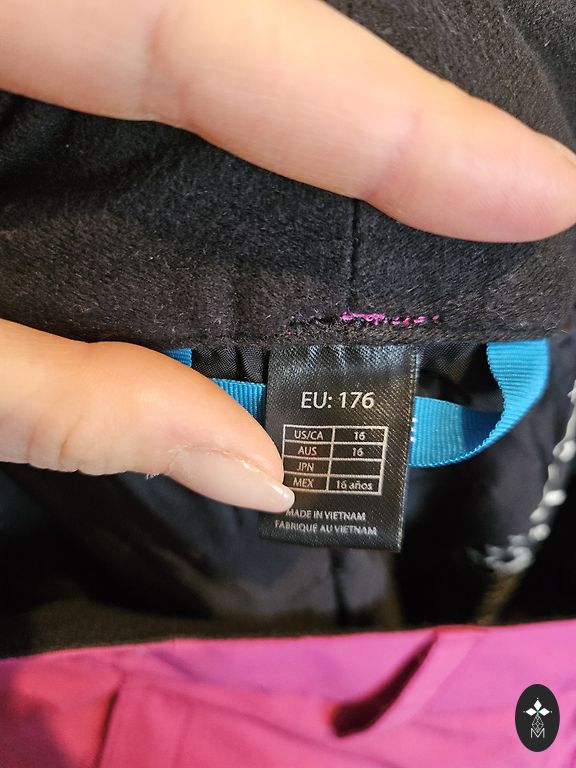 EU: 176
US/CA 16
AUS 16
JPN
MEX 16 años
MADE IN VIETNAM
FABRIQUÉ AU VIETNAM
M